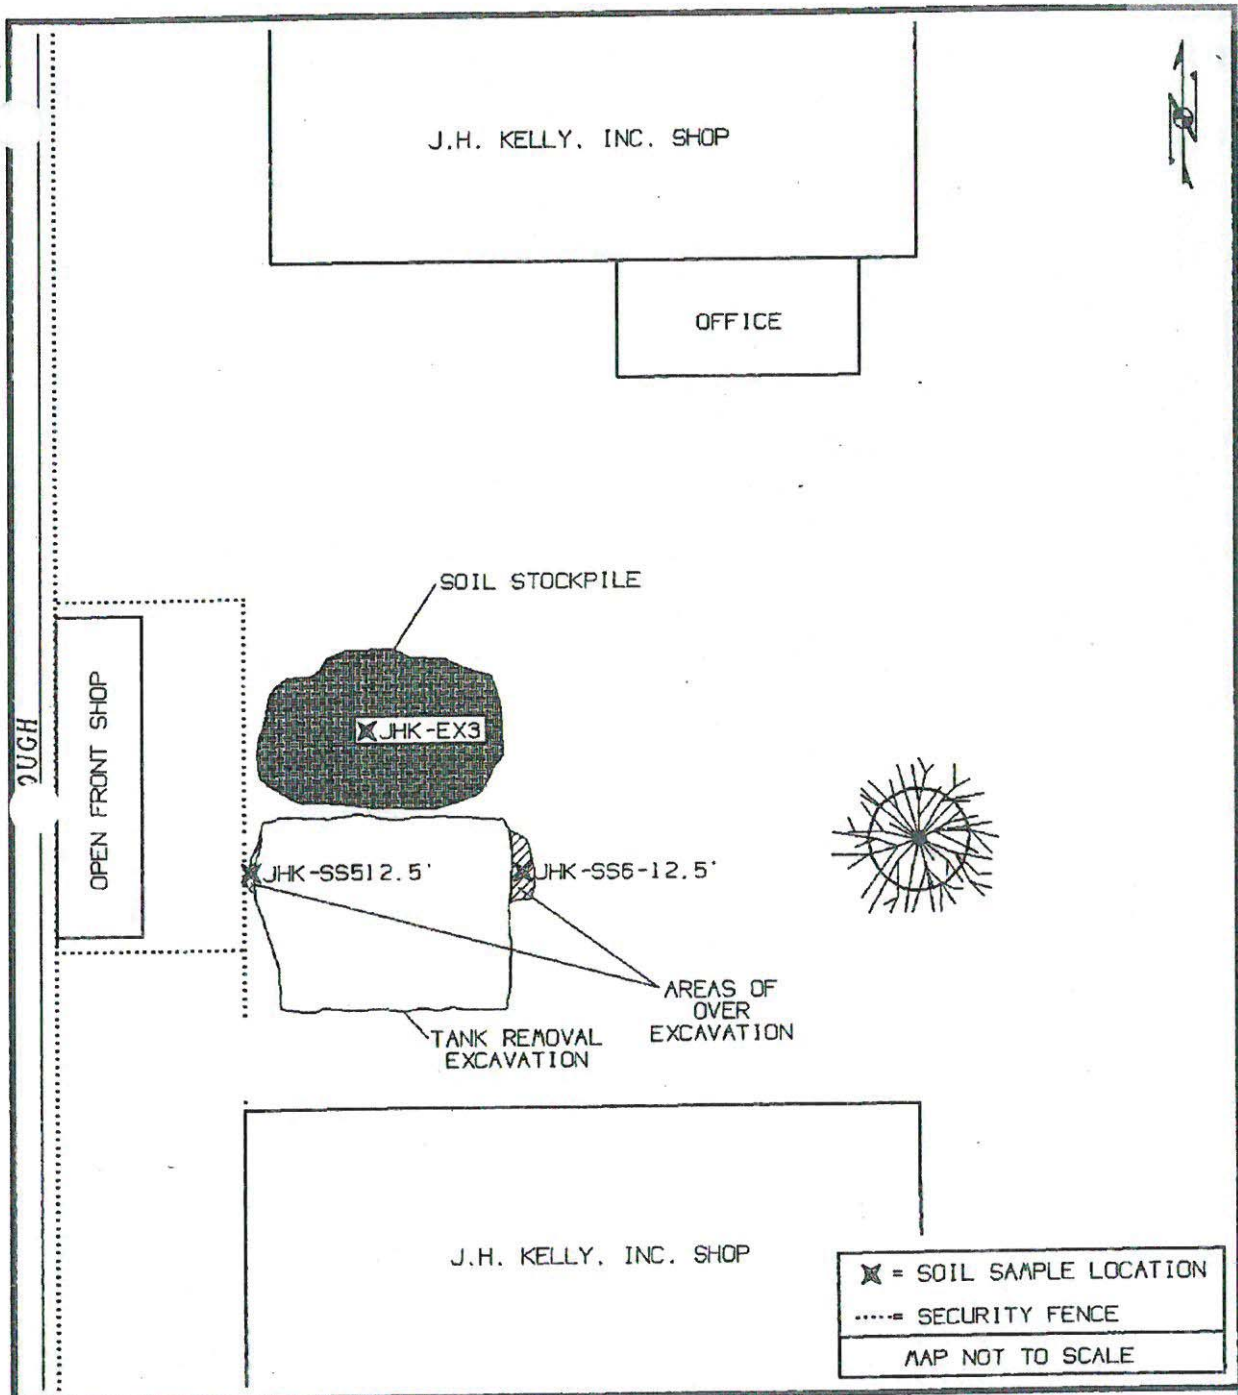 J.H. KELLY, INC. SHOP
OFFICE
SOIL STOCKPILE
OUGH
OPEN FRONT SHOP
JHK-EX3
JHK-SS512.5'
JHK-SS6-12.5'
AREAS OF
OVER
EXCAVATION
TANK REMOVAL
EXCAVATION
J.H. KELLY, INC. SHOP
= SOIL SAMPLE LOCATION
.....= SECURITY FENCE
MAP NOT TO SCALE